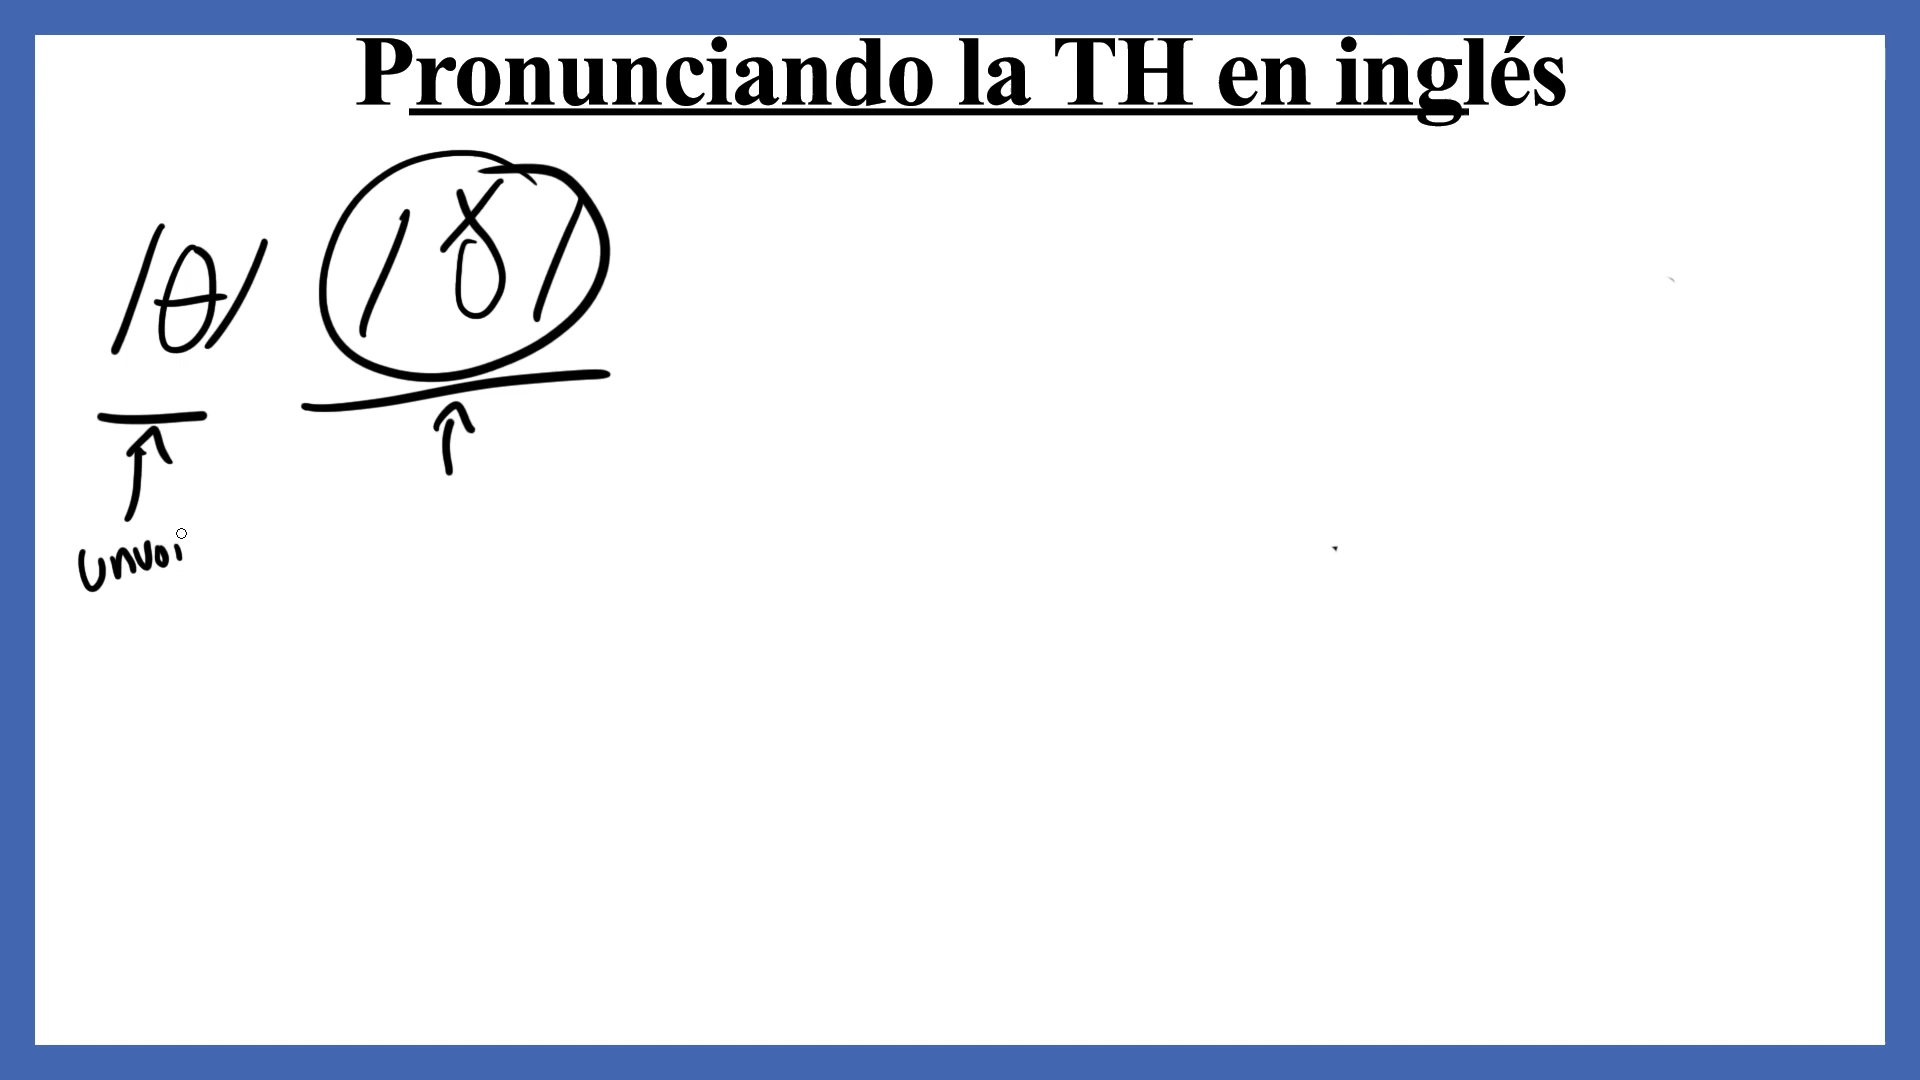 Pronunciando la TH en inglés
/θ/ /ð/
unvoi